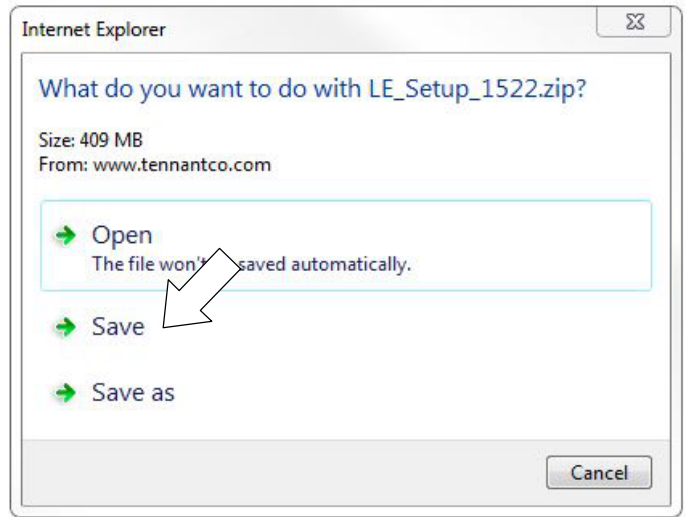 Internet Explorer
What do you want to do with LE_Setup_1522.zip?
Size: 409 MB
From: www.tennantco.com
Open
The file won't saved automatically.
Save
Save as
Cancel